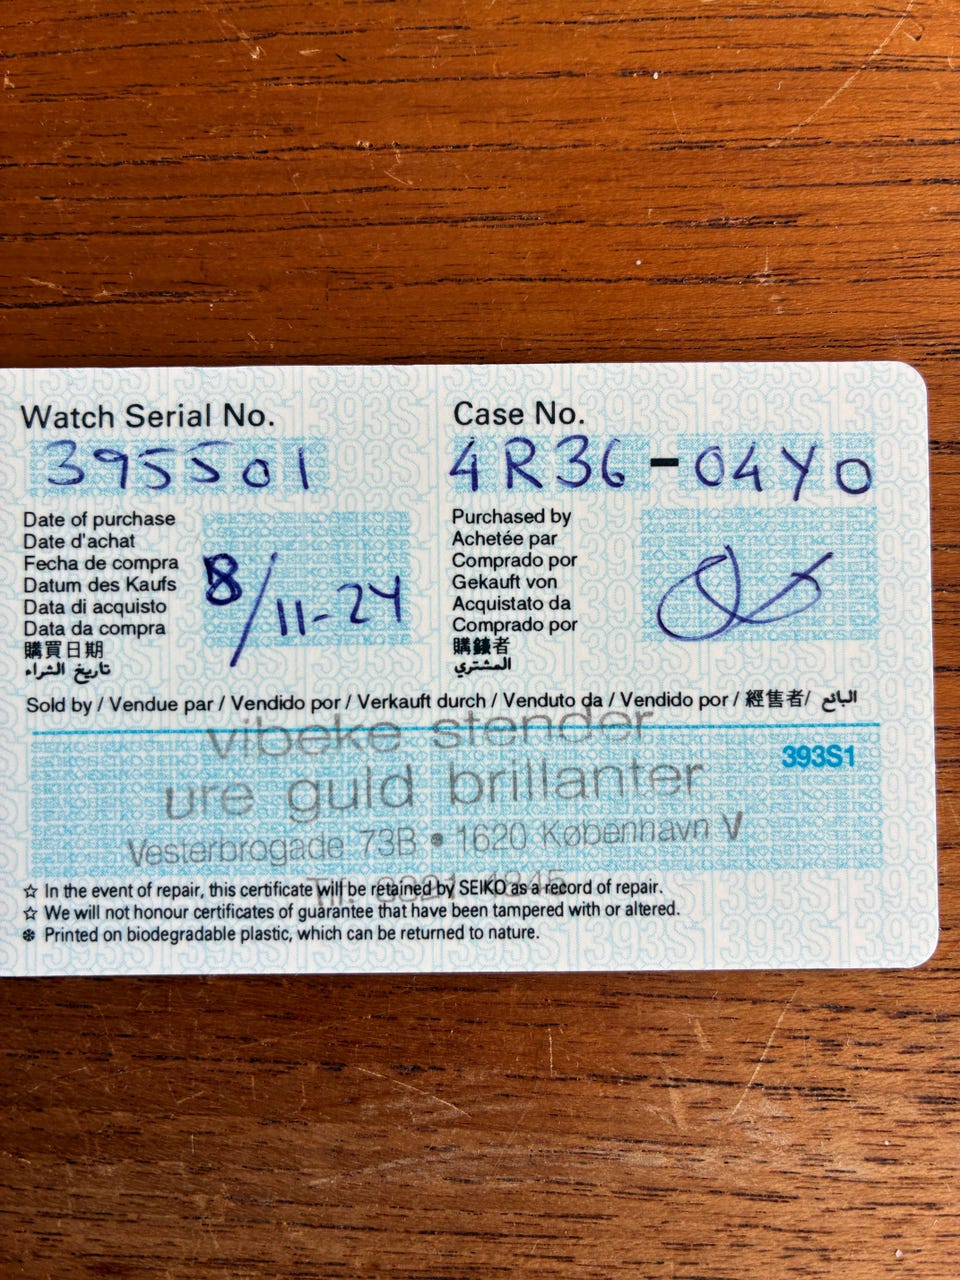 Watch Serial No.
395501
Case No.
4R36-04Y0
Date of purchase
Date d'achat
Fecha de compra
Datum des Kaufs
Data di acquisto
Data da compra
購買日期
تاريخ الشراء
8/11-24
Purchased by
Achetée par
Comprado por
Gekauft von
Acquistato da
Comprado por
購錶者
المشتري
Sold by / Vendue par / Vendido por / Verkauft durch / Venduto da / Vendido por / 經售者/ البائع
393S1
vibeke stender
ure guld brillanter
Vesterbrogade 73B • 1620 København V
☆ In the event of repair, this certificate will be retained by SEIKO as a record of repair.
☆ We will not honour certificates of guarantee that have been tampered with or altered.
❆ Printed on biodegradable plastic, which can be returned to nature.